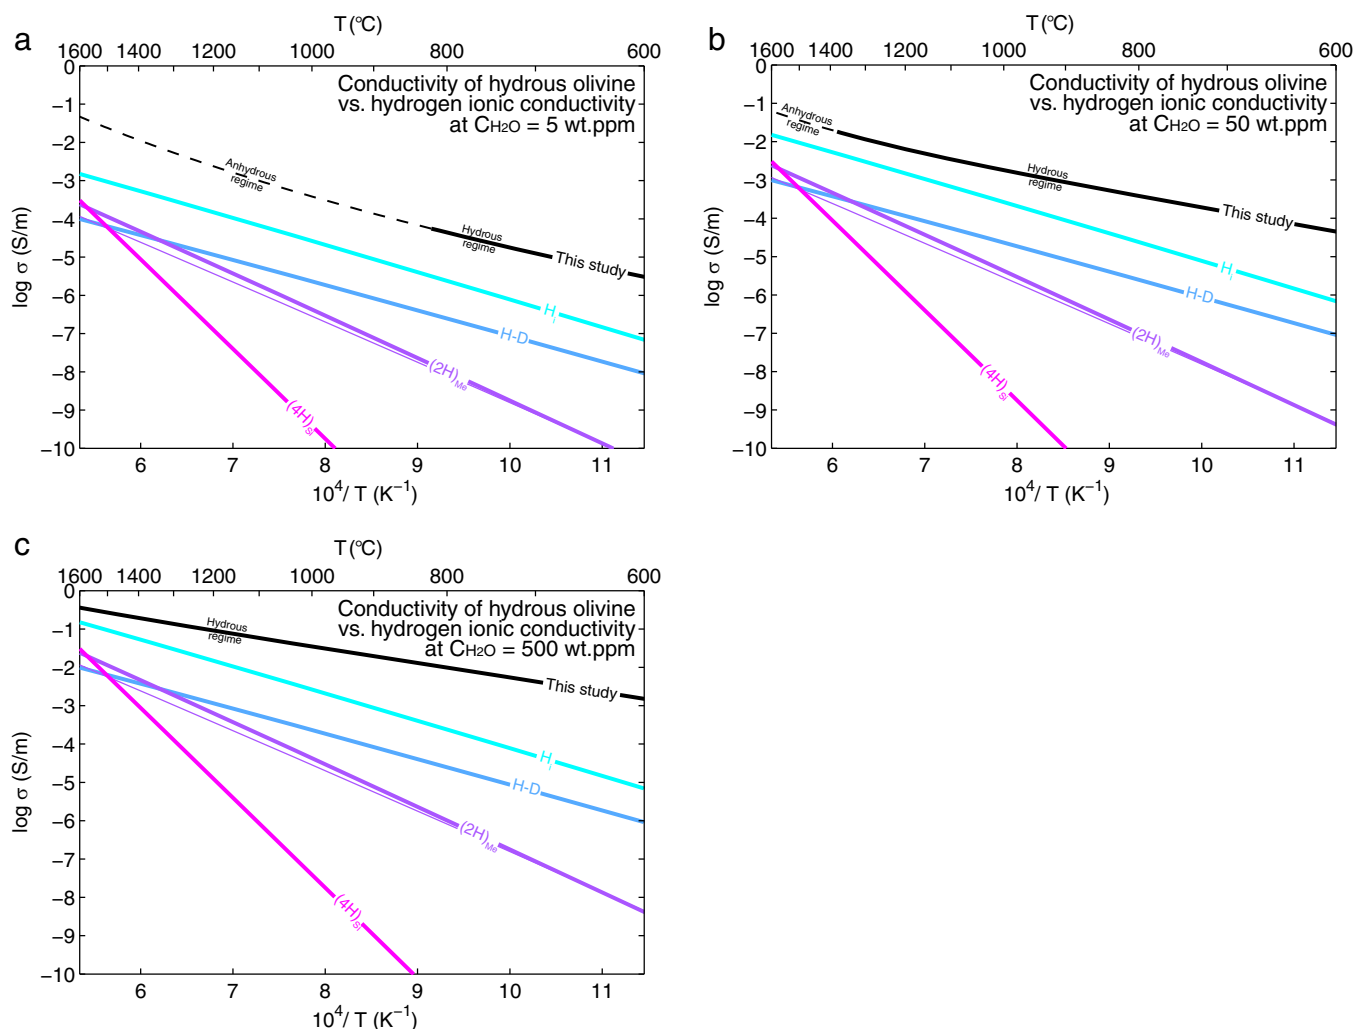 a
T (°C)
1600 1400 1200 1000 800 600
Conductivity of hydrous olivine
vs. hydrogen ionic conductivity
at CH2O = 5 wt.ppm
0
−1
−2
−3
−4
−5
−6
−7
−8
−9
−10
log σ (S/m)
Anhydrous
regime
Hydrous
regime
This study
Hi
H-D
(2H)Me
(4H)Si
6 7 8 9 10 11
10⁴/ T (K⁻¹)
b
T (°C)
1600 1400 1200 1000 800 600
Conductivity of hydrous olivine
vs. hydrogen ionic conductivity
at CH2O = 50 wt.ppm
0
−1
−2
−3
−4
−5
−6
−7
−8
−9
−10
log σ (S/m)
Anhydrous
regime
Hydrous
regime
This study
Hi
H-D
(2H)Me
(4H)Si
6 7 8 9 10 11
10⁴/ T (K⁻¹)
c
T (°C)
1600 1400 1200 1000 800 600
Conductivity of hydrous olivine
vs. hydrogen ionic conductivity
at CH2O = 500 wt.ppm
0
−1
−2
−3
−4
−5
−6
−7
−8
−9
−10
log σ (S/m)
Hydrous
regime
This study
Hi
H-D
(2H)Me
(4H)Si
6 7 8 9 10 11
10⁴/ T (K⁻¹)